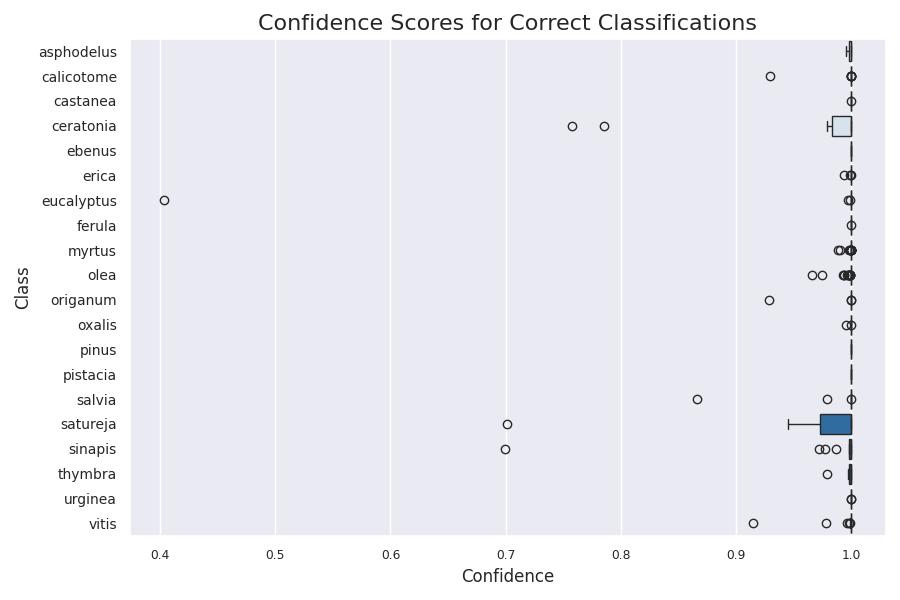 Confidence Scores for Correct Classifications
asphodelus
calicotome
castanea
ceratonia
ebenus
erica
eucalyptus
ferula
myrtus
olea
origanum
oxalis
pinus
pistacia
salvia
satureja
sinapis
thymbra
urginea
vitis
Class
0.4 0.5 0.6 0.7 0.8 0.9 1.0
Confidence